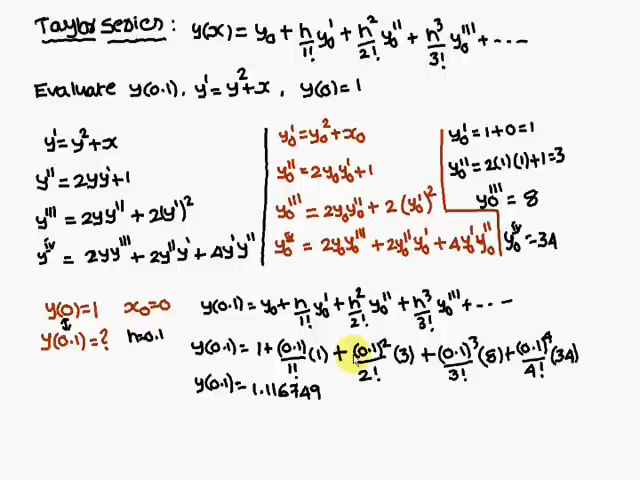 Taylor Series: y(x) = y₀ + h/1! y₀' + h²/2! y₀'' + h³/3! y₀''' + ...
Evaluate y(0.1), y' = y² + x , y(0) = 1
y' = y² + x
y'' = 2yy' + 1
y''' = 2yy'' + 2(y')²
yⁱᵛ = 2yy''' + 2y''y' + 4y'y''
y₀' = y₀² + x₀
y₀'' = 2y₀y₀' + 1
y₀''' = 2y₀y₀'' + 2(y₀')²
y₀ⁱᵛ = 2y₀y₀''' + 2y₀''y₀' + 4y₀'y₀''
y₀' = 1+0 = 1
y₀'' = 2(1)(1)+1 = 3
y₀''' = 8
y₀ⁱᵛ = 34
y(0) = 1 x₀ = 0
↕
y(0.1) = ? h = 0.1
y(0.1) = y₀ + h/1! y₀' + h²/2! y₀'' + h³/3! y₀''' + ...
y(0.1) = 1 + (0.1)/1! (1) + (0.1)²/2! (3) + (0.1)³/3! (8) + (0.1)⁴/4! (34)
y(0.1) = 1.116749